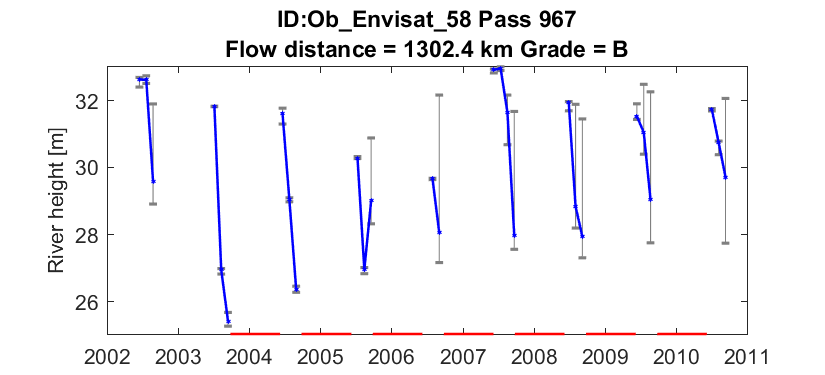 ID:Ob_Envisat_58 Pass 967
Flow distance = 1302.4 km Grade = B
River height [m]
32
30
28
26
2002 2003 2004 2005 2006 2007 2008 2009 2010 2011